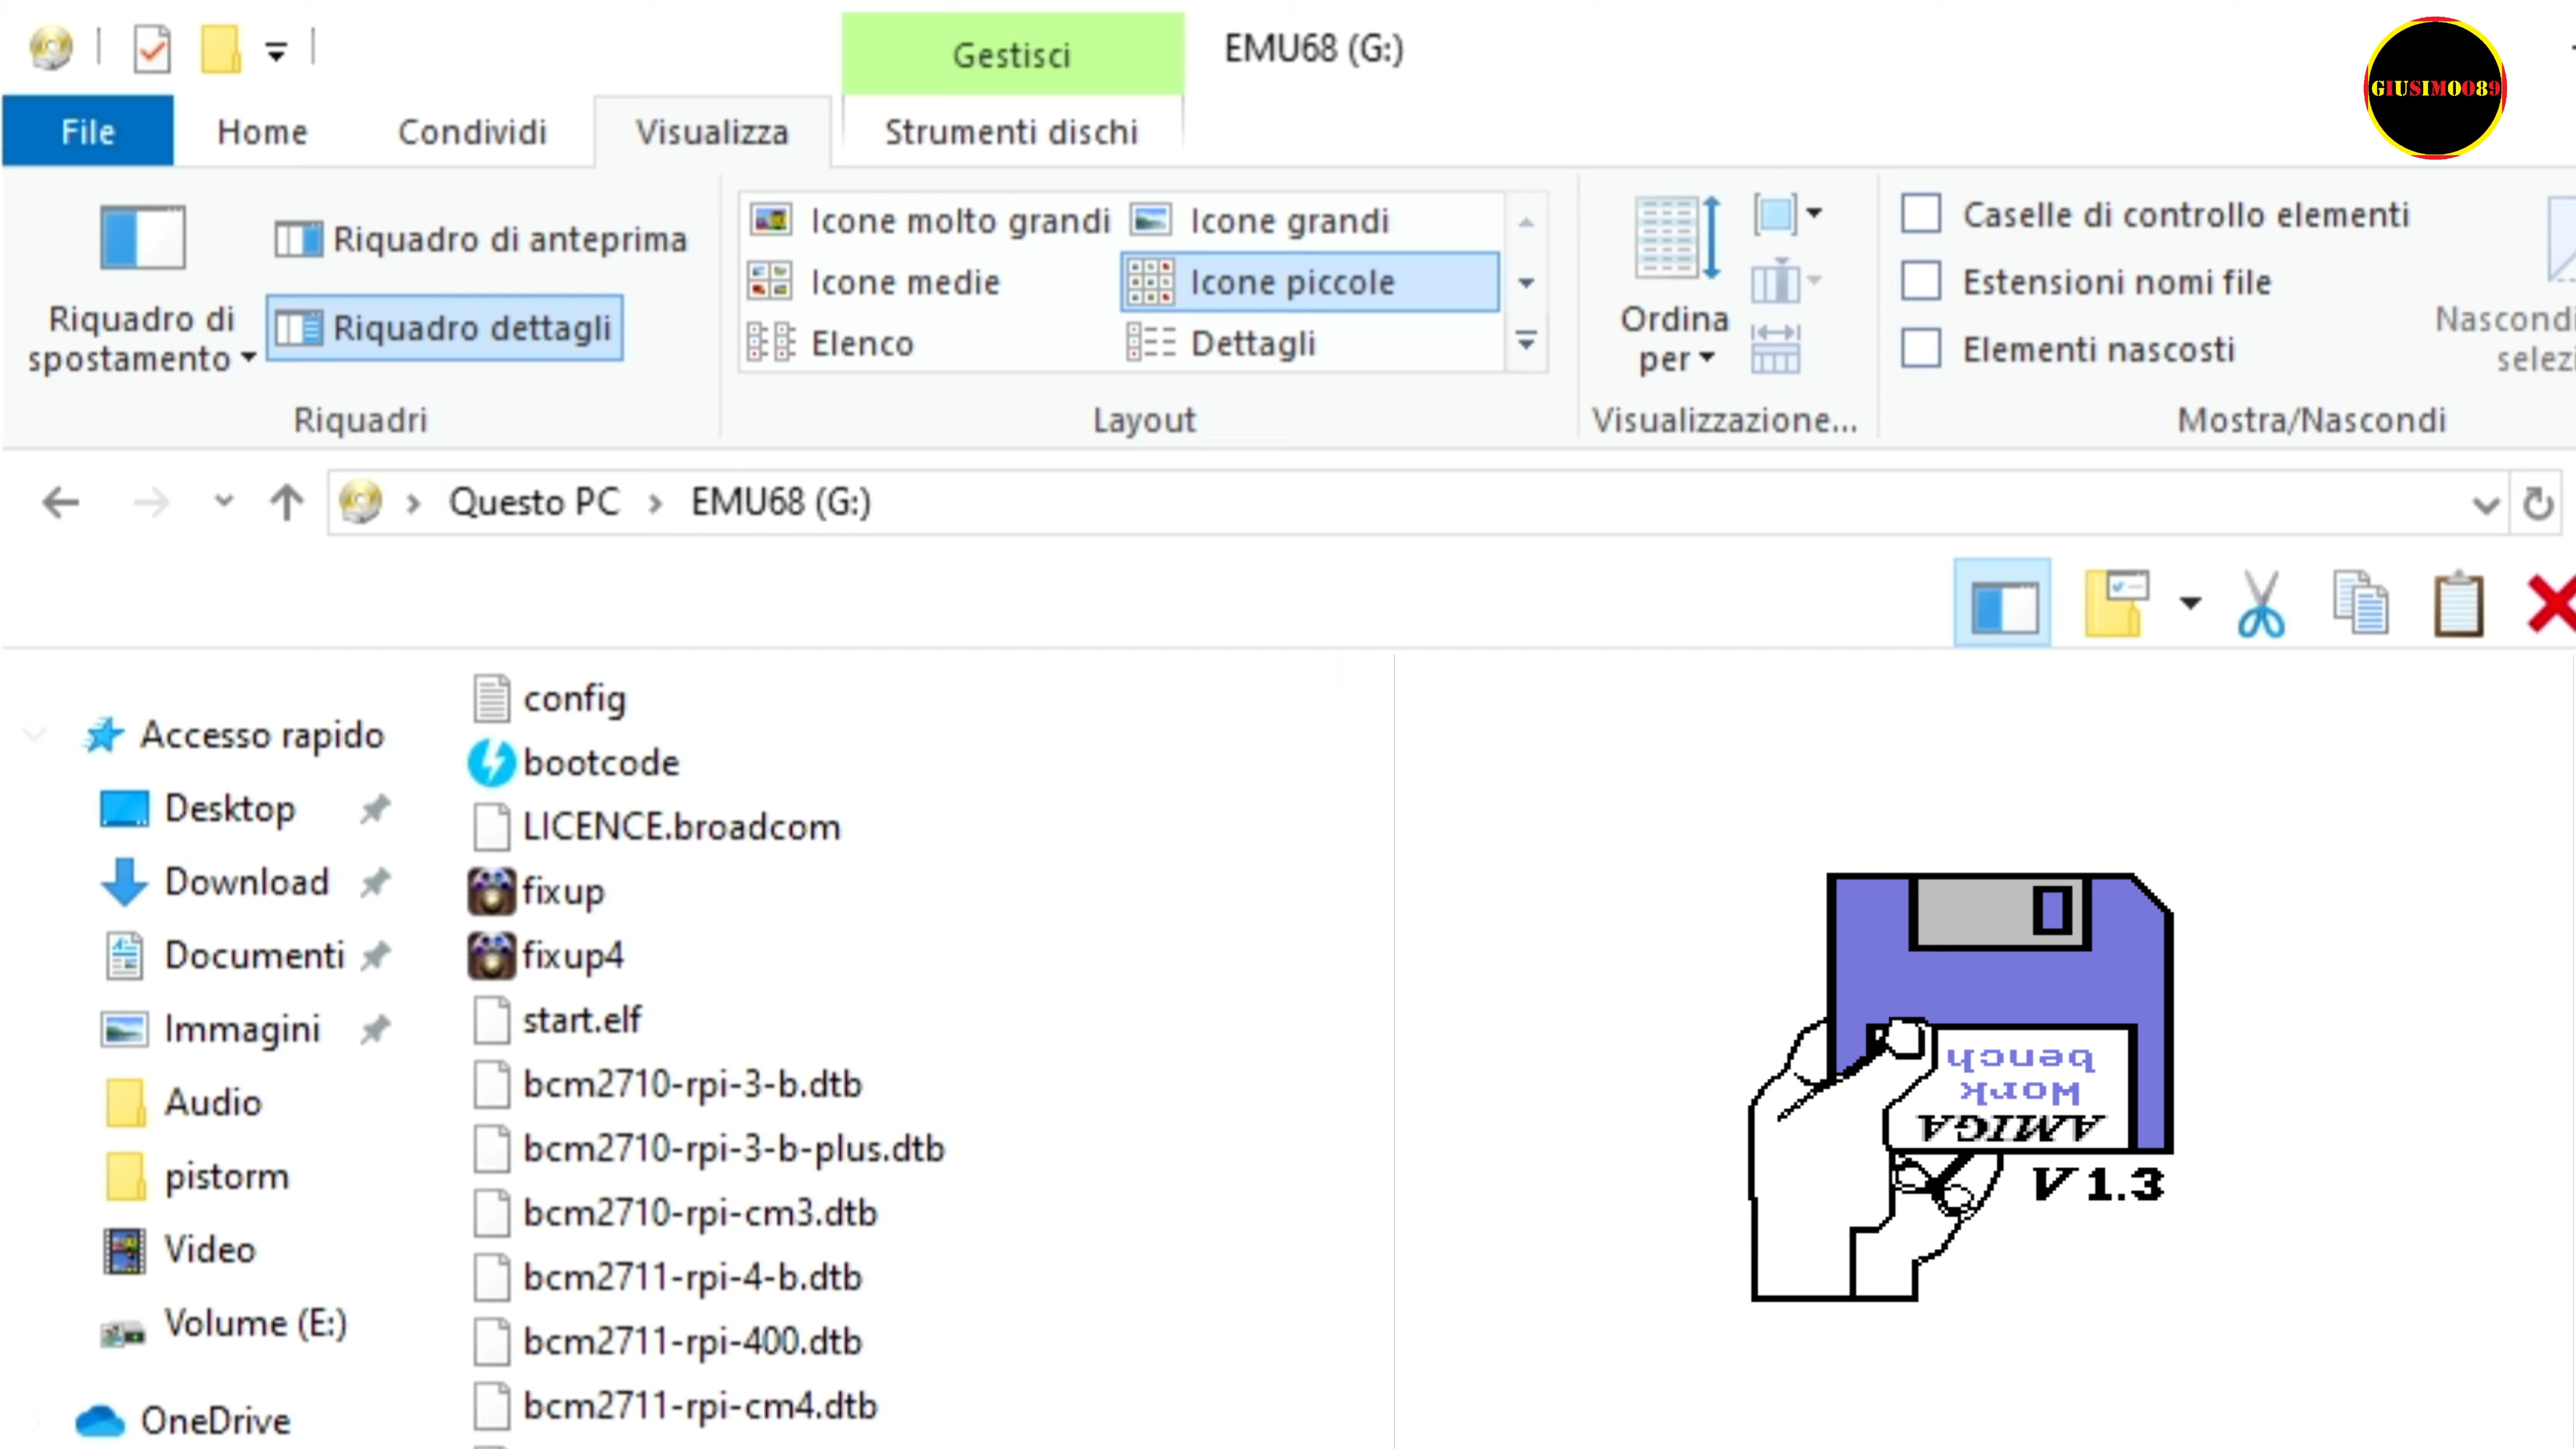 Gestisci
EMU68 (G:)
GIUSIMO089
File
Home
Condividi
Visualizza
Strumenti dischi
Riquadro di spostamento
Riquadro di anteprima
Riquadro dettagli
Riquadri
Icone molto grandi
Icone grandi
Icone medie
Icone piccole
Elenco
Dettagli
Layout
Ordina per
Visualizzazione...
Caselle di controllo elementi
Estensioni nomi file
Elementi nascosti
Mostra/Nascondi
Nascondi
selezi
Questo PC
EMU68 (G:)
Accesso rapido
Desktop
Download
Documenti
Immagini
Audio
pistorm
Video
Volume (E:)
OneDrive
config
bootcode
LICENCE.broadcom
fixup
fixup4
start.elf
bcm2710-rpi-3-b.dtb
bcm2710-rpi-3-b-plus.dtb
bcm2710-rpi-cm3.dtb
bcm2711-rpi-4-b.dtb
bcm2711-rpi-400.dtb
bcm2711-rpi-cm4.dtb
AMIGA
Work
bench
V1.3